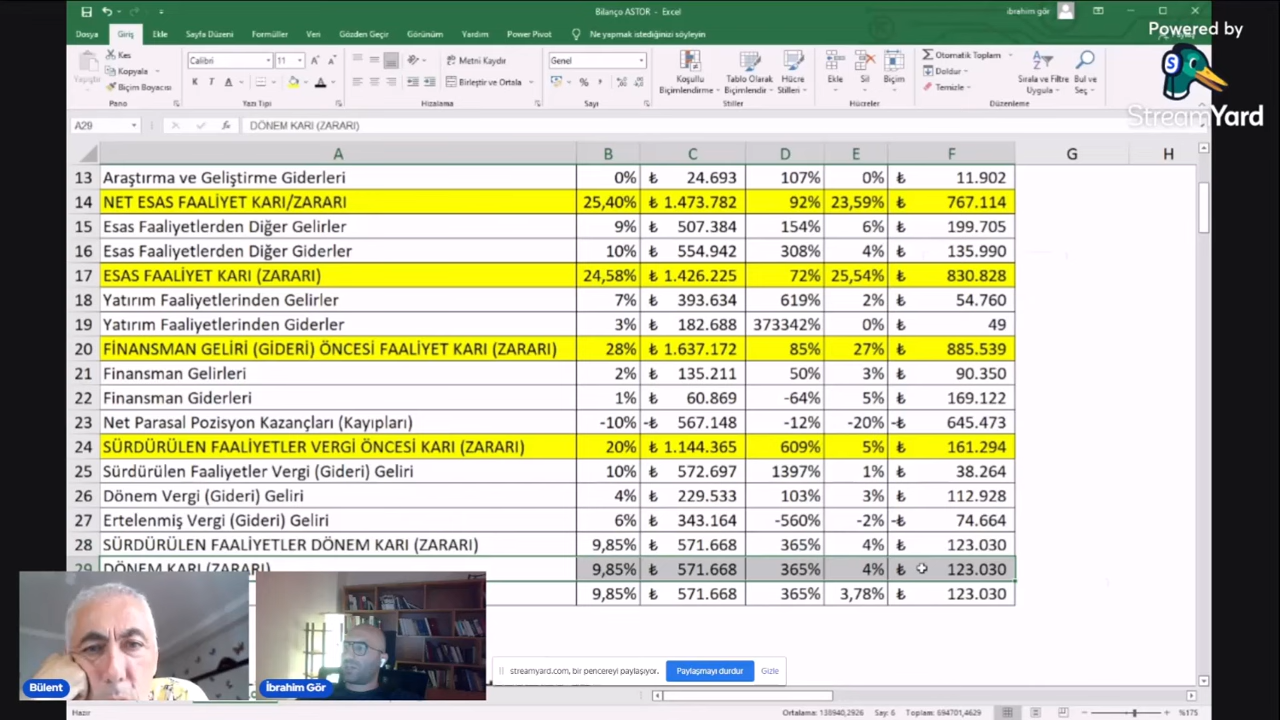 Bilanço ASTOR - Excel
ibrahim gör
Powered by
StreamYard
Dosya Giriş Ekle Sayfa Düzeni Formüller Veri Gözden Geçir Görünüm Yardım Power Pivot Ne yapmak istediğinizi söyleyin
Yapıştır
Kes
Kopyala
Biçim Boyacısı
Pano
Calibri 11
K T A
Yazı Tipi
Metni Kaydır
Birleştir ve Ortala
Hizalama
Genel
Sayı
Koşullu Biçimlendirme
Tablo Olarak Biçimlendir
Hücre Stilleri
Stiller
Ekle Sil Biçim
Hücreler
Otomatik Toplam
Doldur
Temizle
Sırala ve Filtre Uygula
Bul ve Seç
Düzenleme
A29 fx DÖNEM KARI (ZARARI)
A B C D E F G H
13 Araştırma ve Geliştirme Giderleri 0% ₺ 24.693 107% 0% ₺ 11.902
14 NET ESAS FAALİYET KARI/ZARARI 25,40% ₺ 1.473.782 92% 23,59% ₺ 767.114
15 Esas Faaliyetlerden Diğer Gelirler 9% ₺ 507.384 154% 6% ₺ 199.705
16 Esas Faaliyetlerden Diğer Giderler 10% ₺ 554.942 308% 4% ₺ 135.990
17 ESAS FAALİYET KARI (ZARARI) 24,58% ₺ 1.426.225 72% 25,54% ₺ 830.828
18 Yatırım Faaliyetlerinden Gelirler 7% ₺ 393.634 619% 2% ₺ 54.760
19 Yatırım Faaliyetlerinden Giderler 3% ₺ 182.688 373342% 0% ₺ 49
20 FİNANSMAN GELİRİ (GİDERİ) ÖNCESİ FAALİYET KARI (ZARARI) 28% ₺ 1.637.172 85% 27% ₺ 885.539
21 Finansman Gelirleri 2% ₺ 135.211 50% 3% ₺ 90.350
22 Finansman Giderleri 1% ₺ 60.869 -64% 5% ₺ 169.122
23 Net Parasal Pozisyon Kazançları (Kayıpları) -10% -₺ 567.148 -12% -20% -₺ 645.473
24 SÜRDÜRÜLEN FAALİYETLER VERGİ ÖNCESİ KARI (ZARARI) 20% ₺ 1.144.365 609% 5% ₺ 161.294
25 Sürdürülen Faaliyetler Vergi (Gideri) Geliri 10% ₺ 572.697 1397% 1% ₺ 38.264
26 Dönem Vergi (Gideri) Geliri 4% ₺ 229.533 103% 3% ₺ 112.928
27 Ertelenmiş Vergi (Gideri) Geliri 6% ₺ 343.164 -560% -2% -₺ 74.664
28 SÜRDÜRÜLEN FAALİYETLER DÖNEM KARI (ZARARI) 9,85% ₺ 571.668 365% 4% ₺ 123.030
29 DÖNEM KARI (ZARARI) 9,85% ₺ 571.668 365% 4% ₺ 123.030
9,85% ₺ 571.668 365% 3,78% ₺ 123.030
Bülent
İbrahim Gör
streamyard.com, bir pencereyi paylaşıyor. Paylaşmayı durdur Gizle
Hazır
Ortalama: 138940,2926 Say: 6 Toplam: 694701,4629
%175